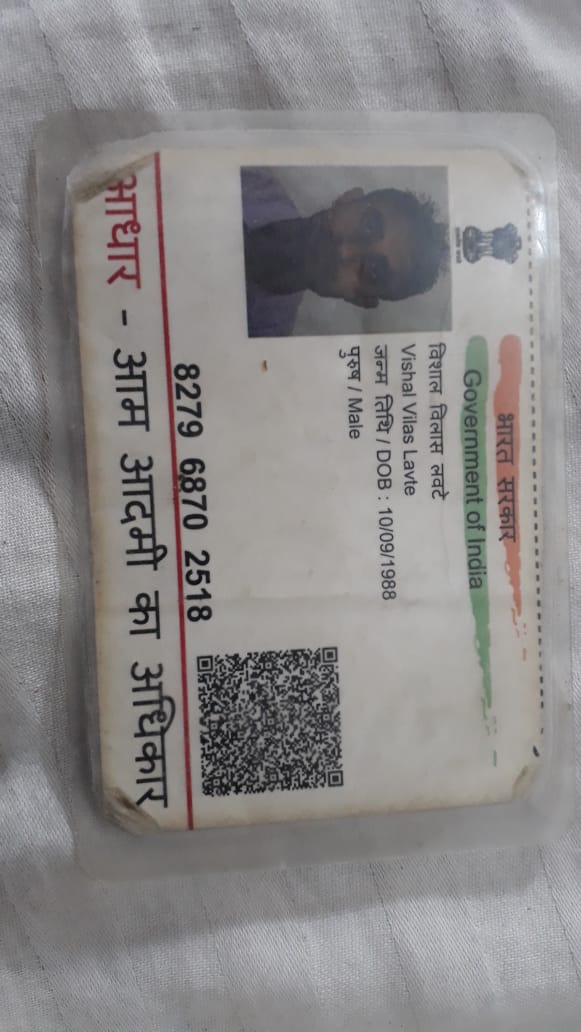 भारत सरकार
Government of India
विशाल विलास लवटे
Vishal Vilas Lavte
जन्म तिथि / DOB : 10/09/1988
पुरुष / Male
8279 6870 2518
आधार - आम आदमी का अधिकार